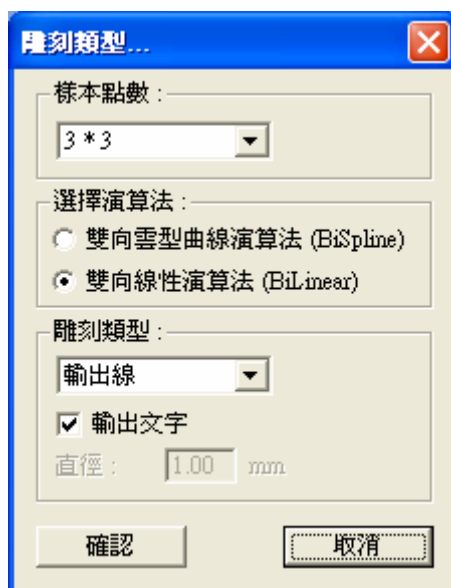 雕刻類型...
樣本點數 :
3 * 3
選擇演算法 :
雙向雲型曲線演算法 (BiSpline)
雙向線性演算法 (BiLinear)
雕刻類型 :
輸出線
輸出文字
直徑 : 1.00 mm
確認 取消